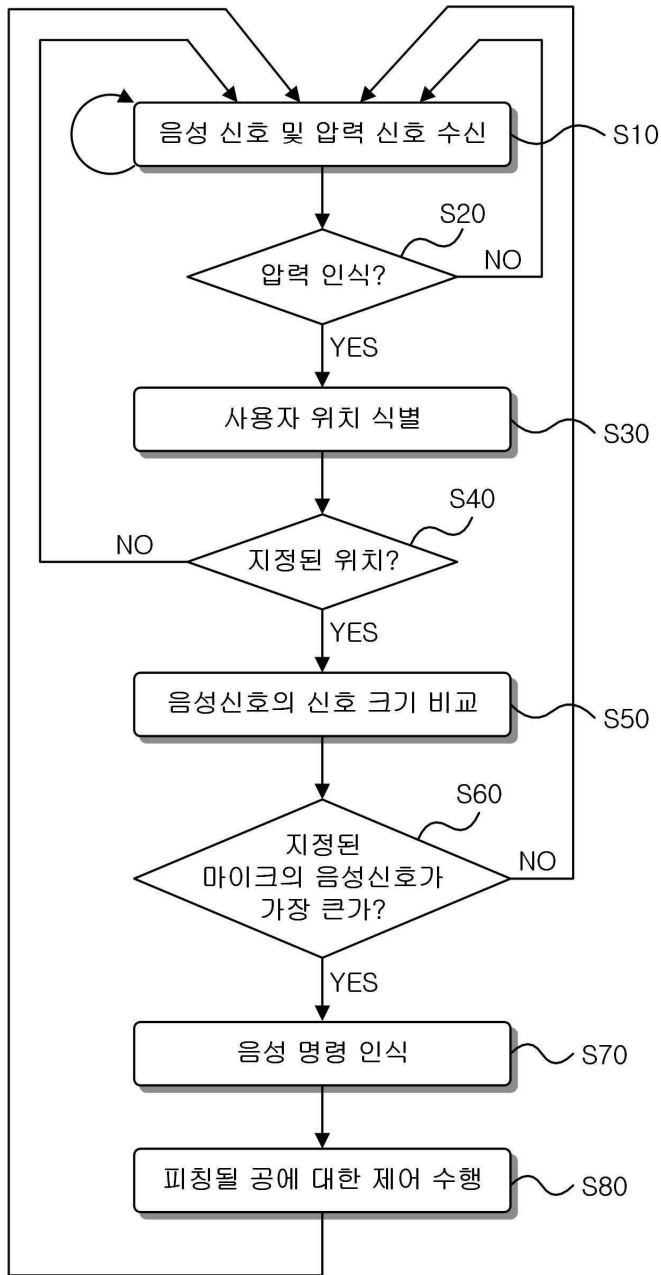 음성 신호 및 압력 신호 수신
S10
S20
압력 인식?
NO
YES
사용자 위치 식별
S30
S40
NO
지정된 위치?
YES
음성신호의 신호 크기 비교
S50
S60
지정된
마이크의 음성신호가
가장 큰가?
NO
YES
음성 명령 인식
S70
피칭될 공에 대한 제어 수행
S80